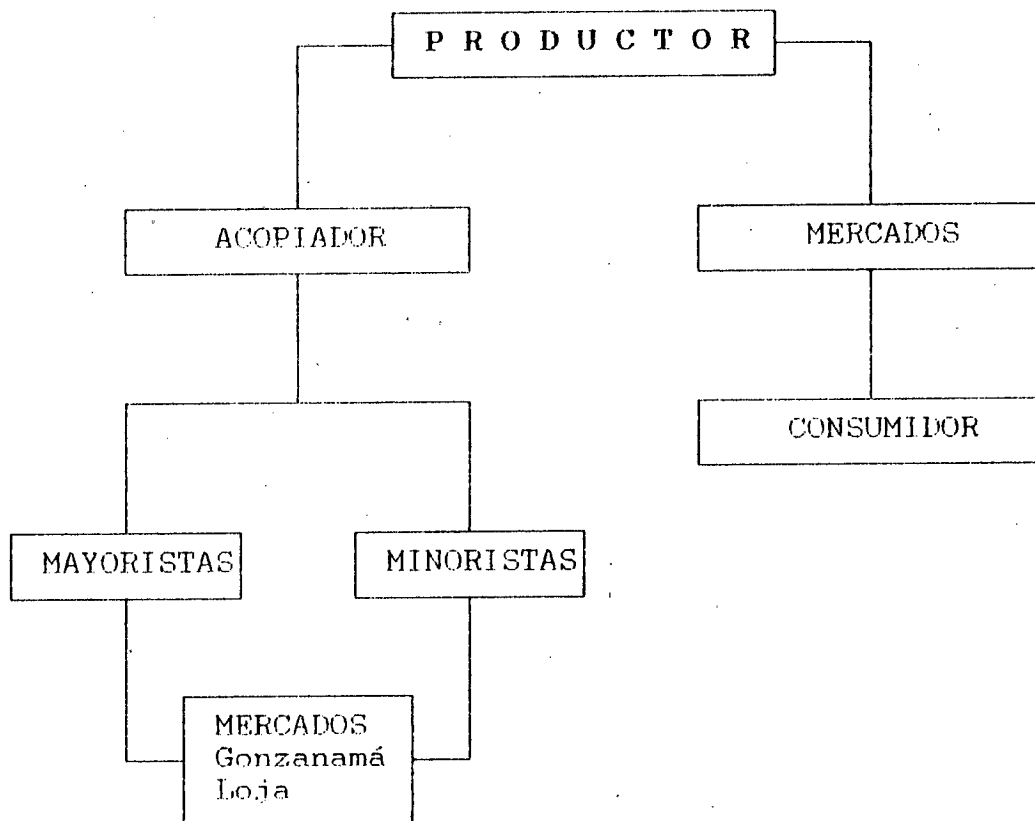 P R O D U C T O R
ACOPIADOR
MERCADOS
CONSUMIDOR
MAYORISTAS
MINORISTAS
MERCADOS
Gonzanamá
Loja